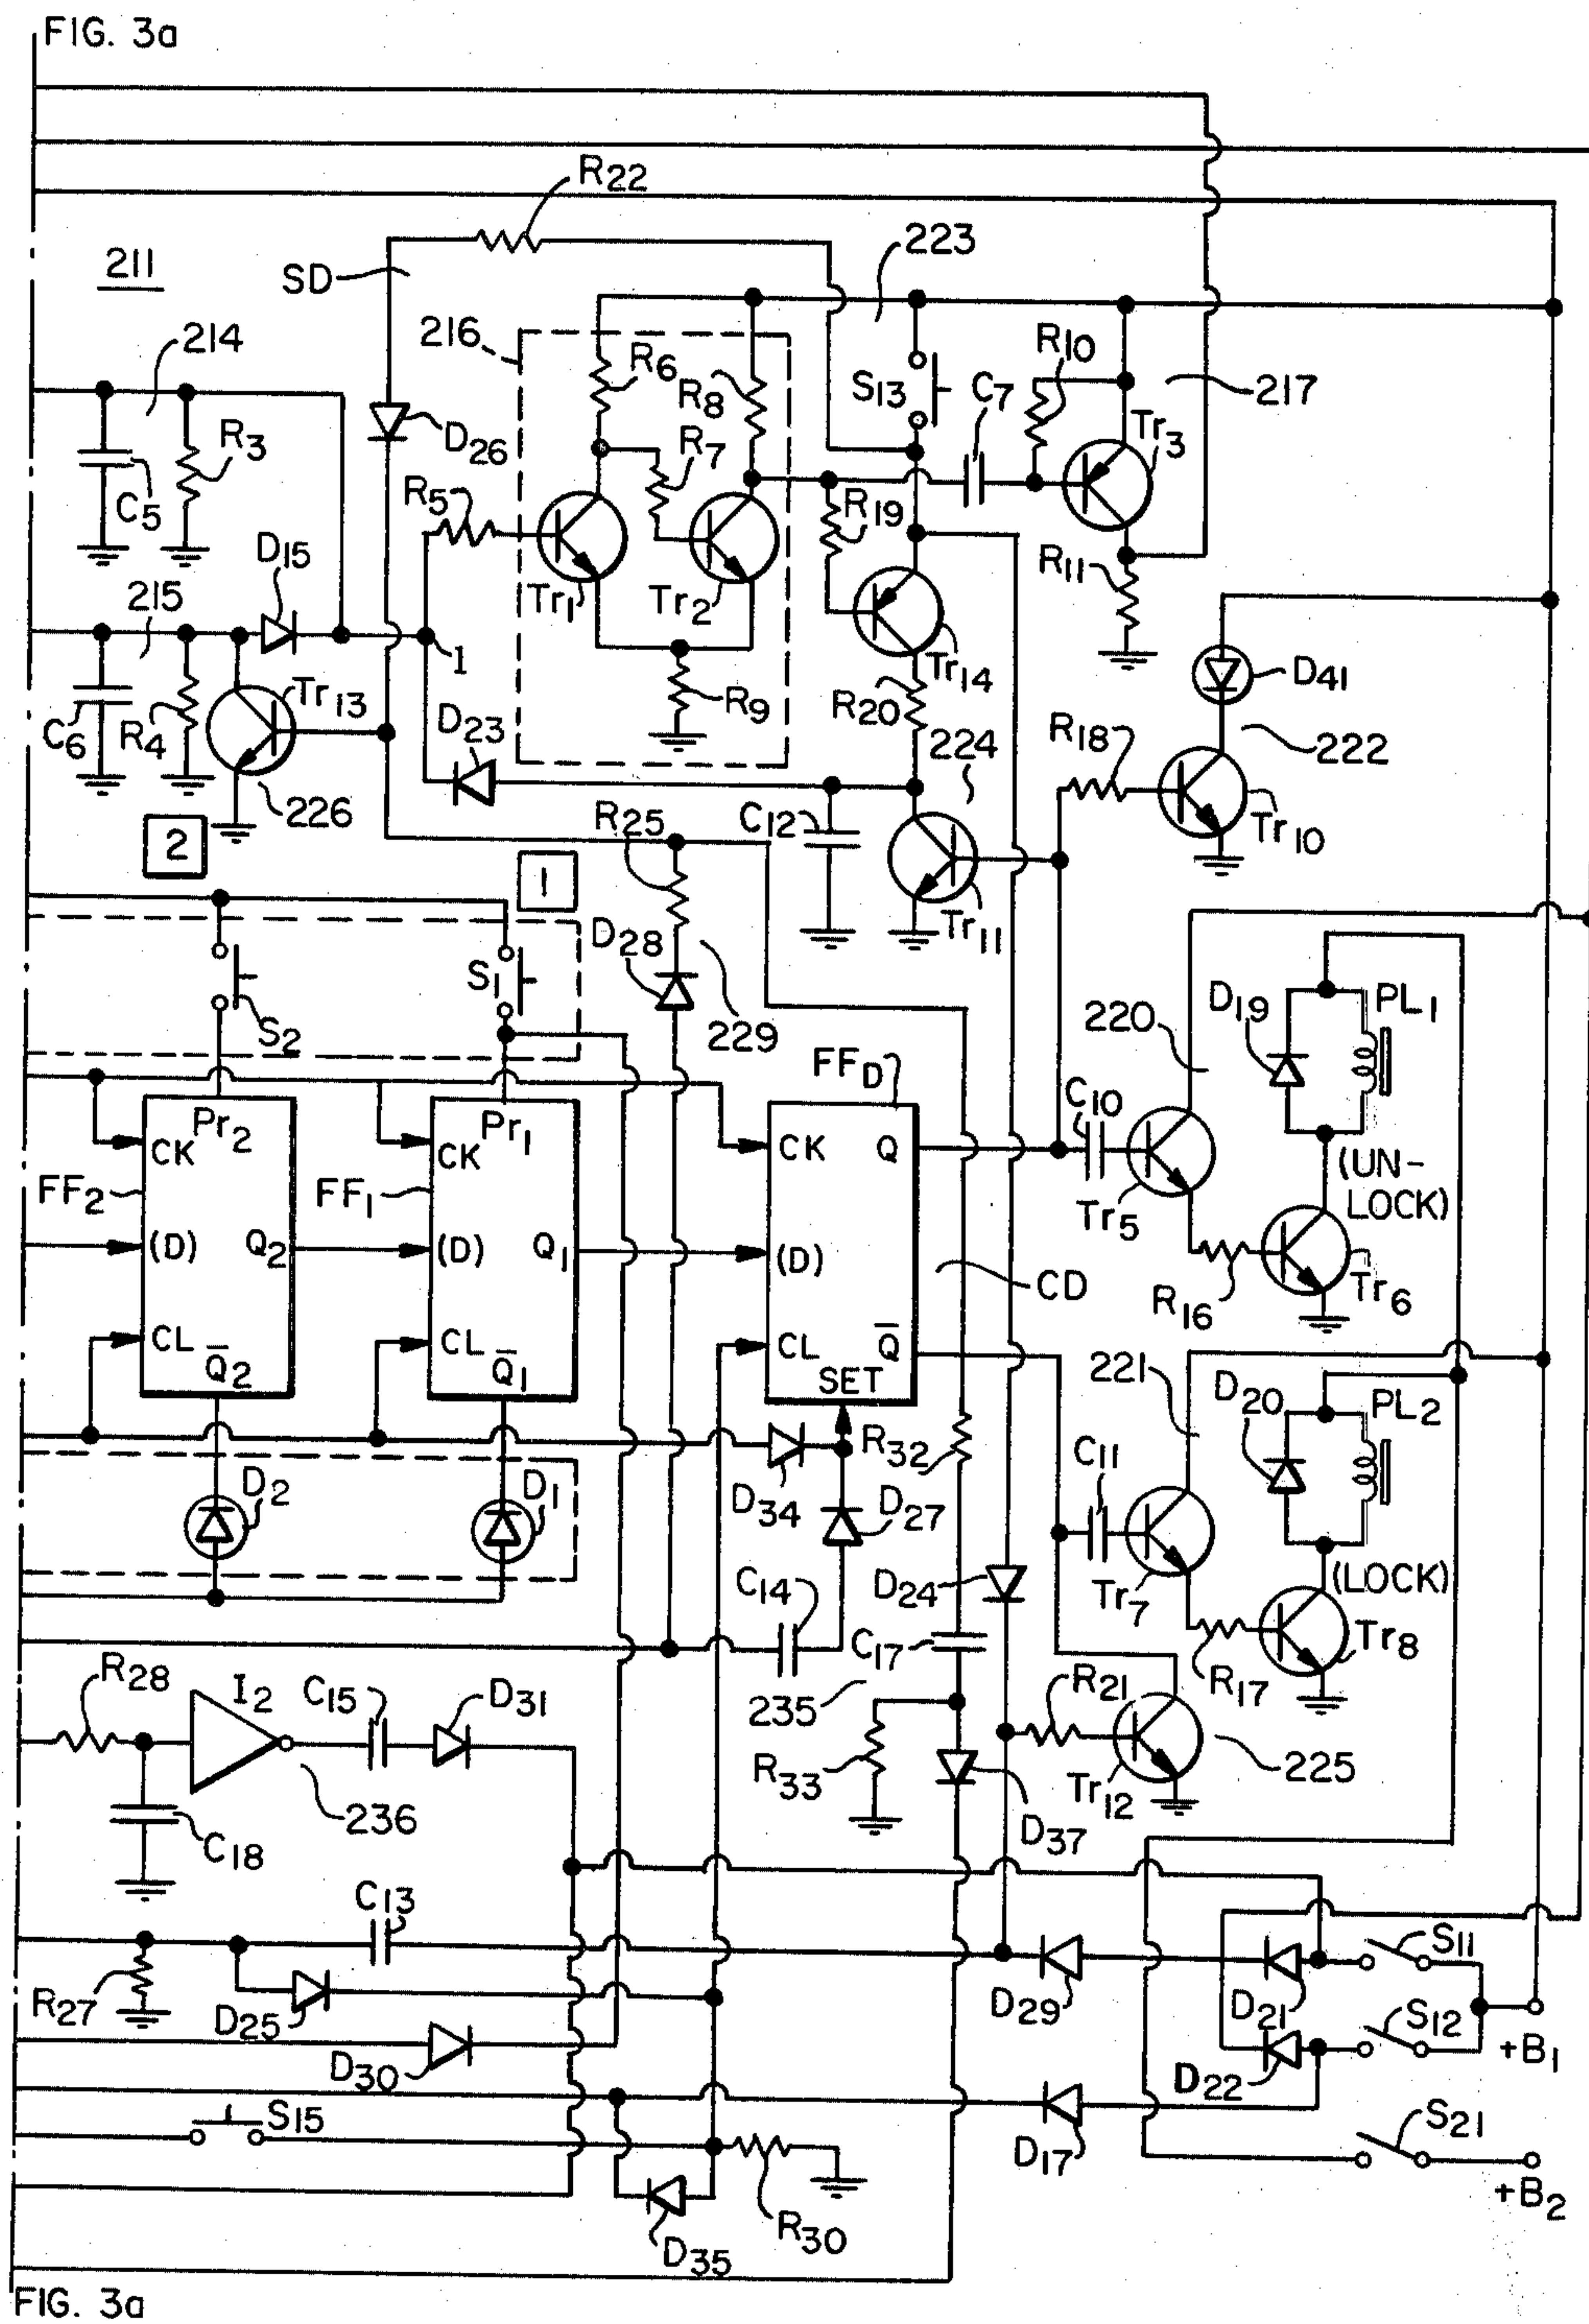 FIG. 3a
R22
223
211
SD
214
216
R6
R8
S13
C7
R10
217
R3
D26
R7
Tr3
C5
R5
R19
D15
R11
215
Tr1
Tr2
1
Tr14
D41
Tr13
R9
R20
C6
R4
D23
224
R18
222
226
R25
C12
Tr10
2
1
D28
Tr11
S1
D19
PL1
S2
229
220
FFD
Pr2
Pr1
C10
CK
CK
CK
Q
(UN-
LOCK)
FF2
FF1
Tr5
(D)
Q2
(D)
Q1
(D)
CD
R16
Tr6
CL
Q̅2
CL
Q̅1
CL
Q̅
SET
221
D20
PL2
R32
C11
D2
D1
D34
D27
(LOCK)
C14
D24
Tr7
R28
I2
C15
D31
C17
Tr8
R21
R17
235
R33
225
C18
236
Tr12
D37
C13
S11
R27
D25
D29
D21
S12
+B1
D30
D22
S15
D17
S21
+B2
R30
D35
FIG. 3a